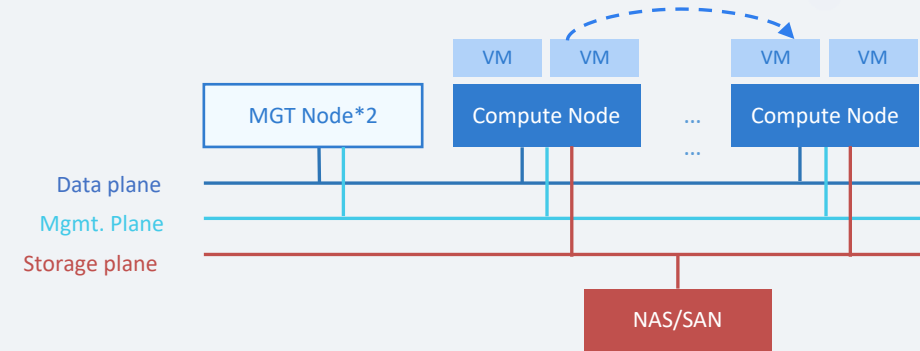 VM VM VM VM
MGT Node*2 Compute Node ... Compute Node
...
Data plane
Mgmt. Plane
Storage plane
NAS/SAN